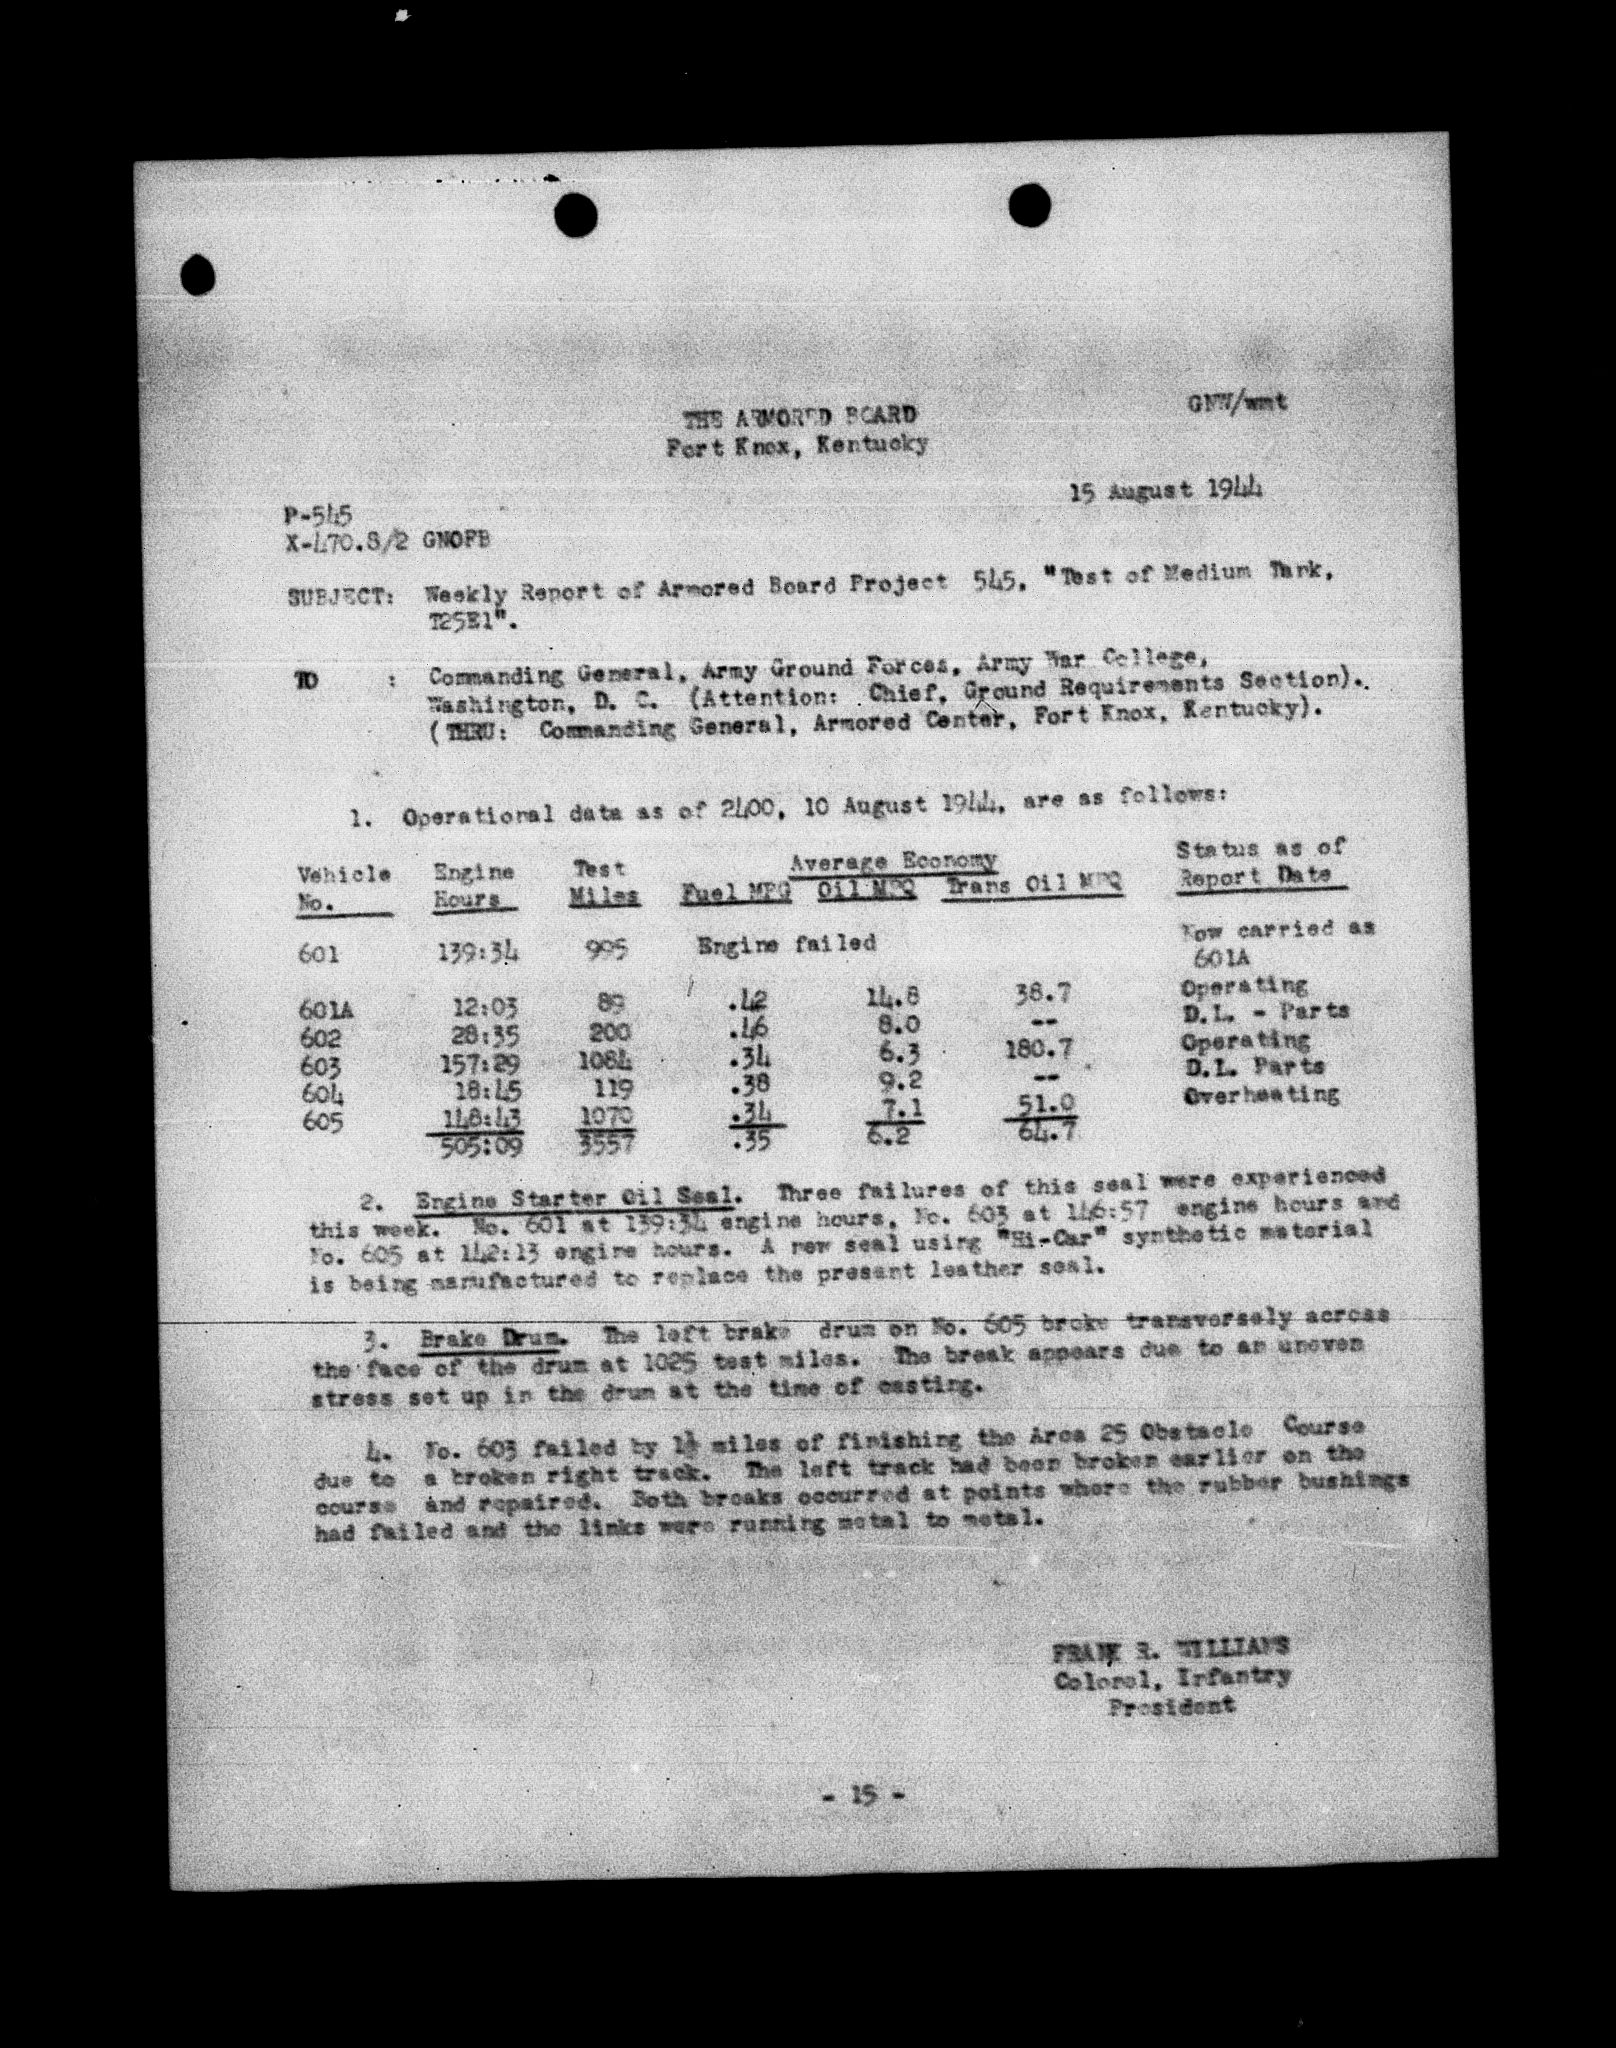 GNW/wmt
THE ARMORED BOARD
Fort Knox, Kentucky
15 August 1944
P-545
X-470.8/2 GNOFB
SUBJECT: Weekly Report of Armored Board Project 545, "Test of Medium Tank,
T25E1".
TO : Commanding General, Army Ground Forces, Army War College,
Washington, D. C. (Attention: Chief, Ground Requirements Section).
(THRU: Commanding General, Armored Center, Fort Knox, Kentucky).
1. Operational data as of 2400, 10 August 1944, are as follows:
Average Economy Status as of
Vehicle Engine Test
No. Hours Miles Fuel MPG Oil MPQ Trans Oil MPQ Report Date
601 139:34 995 Engine failed Now carried as
601A
601A 12:03 89 .42 14.8 38.7 Operating
602 28:35 200 .46 8.0 -- D.L. - Parts
603 157:29 1084 .34 6.3 180.7 Operating
604 18:45 119 .38 9.2 -- D.L. Parts
605 148:43 1070 .34 7.1 51.0 Overheating
505:09 3557 .35 6.2 64.7
2. Engine Starter Oil Seal. Three failures of this seal were experienced
this week. No. 601 at 139:34 engine hours, No. 603 at 146:57 engine hours and
No. 605 at 142:13 engine hours. A new seal using "Hi-Car" synthetic material
is being manufactured to replace the present leather seal.
3. Brake Drum. The left brake drum on No. 605 broke transversely across
the face of the drum at 1025 test miles. The break appears due to an uneven
stress set up in the drum at the time of casting.
4. No. 603 failed by 1½ miles of finishing the Area 25 Obstacle Course
due to a broken right track. The left track had been broken earlier on the
course and repaired. Both breaks occurred at points where the rubber bushings
had failed and the links were running metal to metal.
FRANK R. WILLIAMS
Colonel, Infantry
President
- 15 -